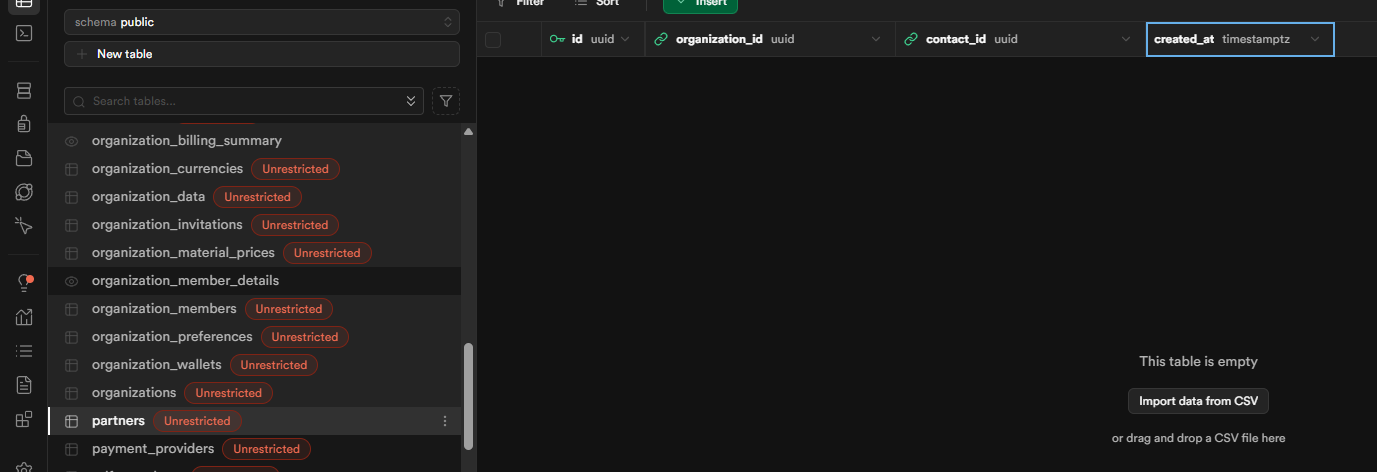 schema public
New table
Search tables...
organization_billing_summary
organization_currencies Unrestricted
organization_data Unrestricted
organization_invitations Unrestricted
organization_material_prices Unrestricted
organization_member_details
organization_members Unrestricted
organization_preferences Unrestricted
organization_wallets Unrestricted
organizations Unrestricted
partners Unrestricted
payment_providers Unrestricted
Filter Sort Insert
id uuid organization_id uuid contact_id uuid created_at timestamptz
This table is empty
Import data from CSV
or drag and drop a CSV file here